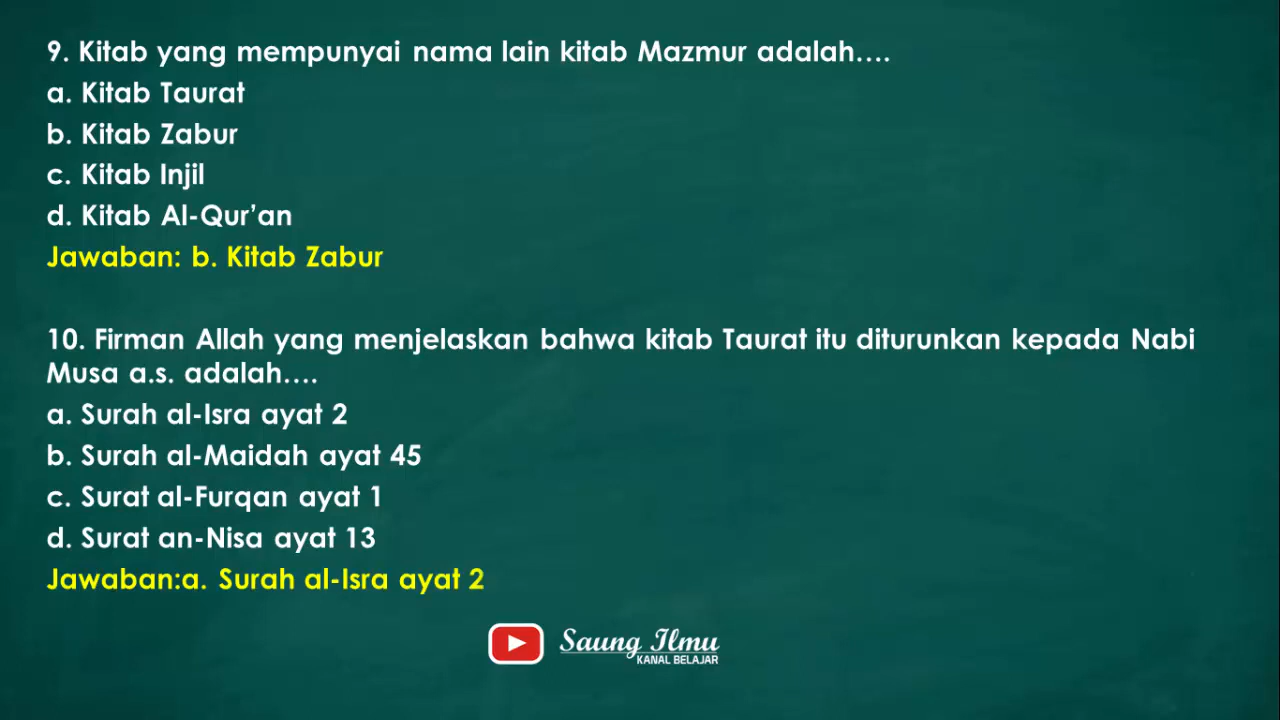 9. Kitab yang mempunyai nama lain kitab Mazmur adalah....
a. Kitab Taurat
b. Kitab Zabur
c. Kitab Injil
d. Kitab Al-Qur’an
Jawaban: b. Kitab Zabur
10. Firman Allah yang menjelaskan bahwa kitab Taurat itu diturunkan kepada Nabi
Musa a.s. adalah....
a. Surah al-Isra ayat 2
b. Surah al-Maidah ayat 45
c. Surat al-Furqan ayat 1
d. Surat an-Nisa ayat 13
Jawaban:a. Surah al-Isra ayat 2
Saung Ilmu
KANAL BELAJAR